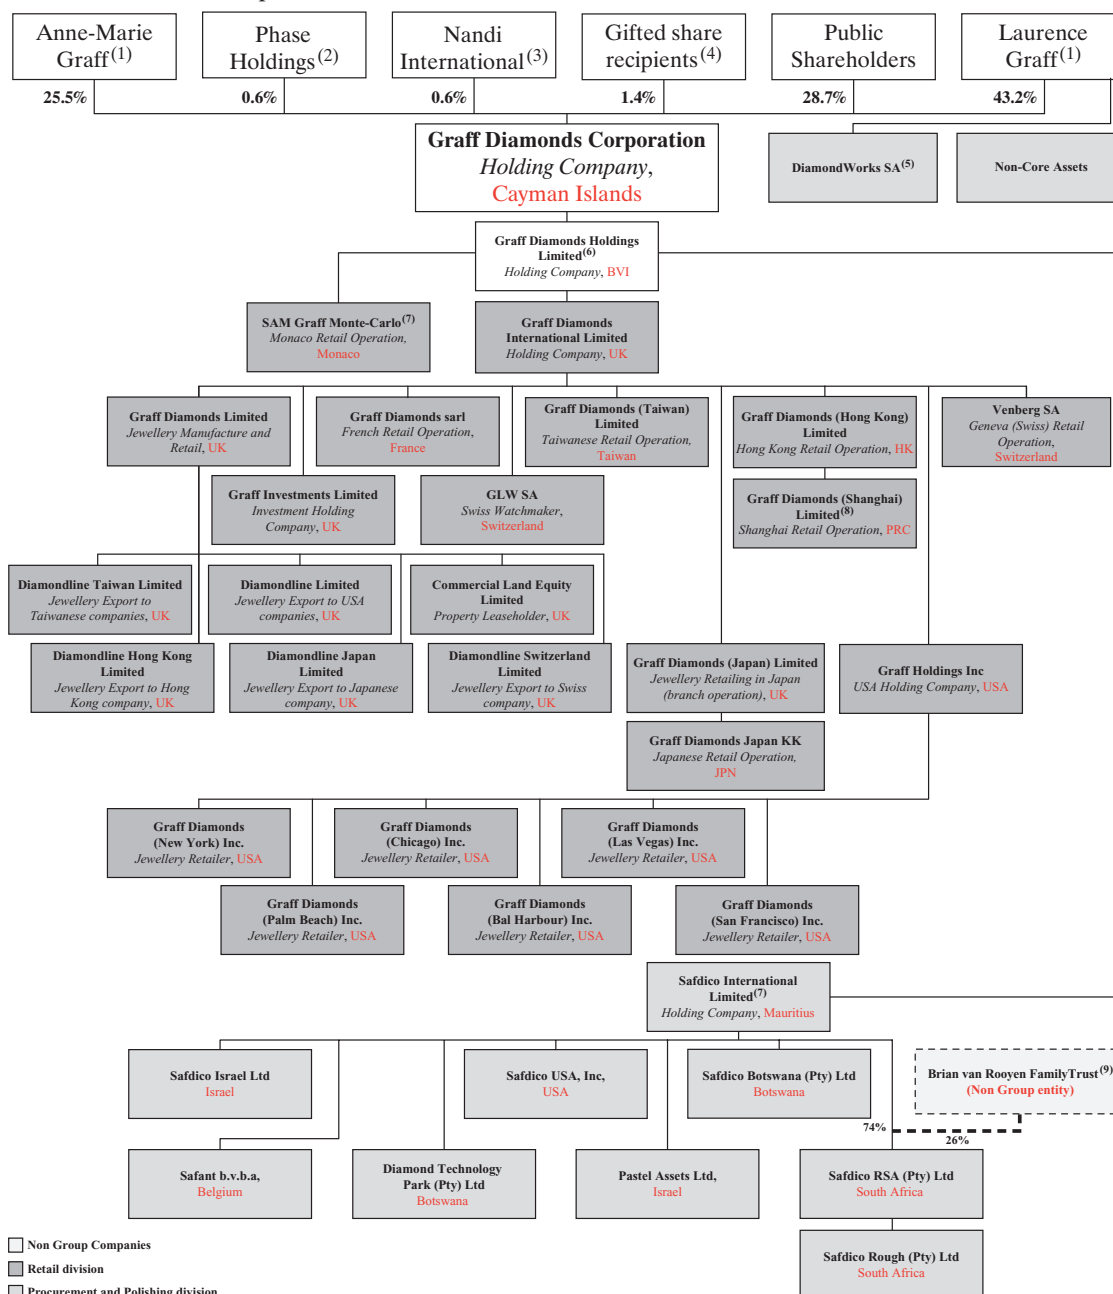 Anne-Marie
Graff(1)
Phase
Holdings(2)
Nandi
International(3)
Gifted share
recipients(4)
Public
Shareholders
Laurence
Graff(1)
25.5%
0.6%
0.6%
1.4%
28.7%
43.2%
Graff Diamonds Corporation
Holding Company,
Cayman Islands
DiamondWorks SA(5)
Non-Core Assets
Graff Diamonds Holdings
Limited(6)
Holding Company, BVI
SAM Graff Monte-Carlo(7)
Monaco Retail Operation,
Monaco
Graff Diamonds
International Limited
Holding Company, UK
Graff Diamonds Limited
Jewellery Manufacture and
Retail, UK
Graff Diamonds sarl
French Retail Operation,
France
Graff Diamonds (Taiwan)
Limited
Taiwanese Retail Operation,
Taiwan
Graff Diamonds (Hong Kong)
Limited
Hong Kong Retail Operation, HK
Venberg SA
Geneva (Swiss) Retail
Operation,
Switzerland
Graff Investments Limited
Investment Holding
Company, UK
GLW SA
Swiss Watchmaker,
Switzerland
Graff Diamonds (Shanghai)
Limited(8)
Shanghai Retail Operation, PRC
Diamondline Taiwan Limited
Jewellery Export to
Taiwanese companies, UK
Diamondline Limited
Jewellery Export to USA
companies, UK
Commercial Land Equity
Limited
Property Leaseholder, UK
Diamondline Hong Kong
Limited
Jewellery Export to Hong
Kong company, UK
Diamondline Japan
Limited
Jewellery Export to Japanese
company, UK
Diamondline Switzerland
Limited
Jewellery Export to Swiss
company, UK
Graff Diamonds (Japan) Limited
Jewellery Retailing in Japan
(branch operation), UK
Graff Holdings Inc
USA Holding Company, USA
Graff Diamonds Japan KK
Japanese Retail Operation,
JPN
Graff Diamonds
(New York) Inc.
Jewellery Retailer, USA
Graff Diamonds
(Chicago) Inc.
Jewellery Retailer, USA
Graff Diamonds
(Las Vegas) Inc.
Jewellery Retailer, USA
Graff Diamonds
(Palm Beach) Inc.
Jewellery Retailer, USA
Graff Diamonds
(Bal Harbour) Inc.
Jewellery Retailer, USA
Graff Diamonds
(San Francisco) Inc.
Jewellery Retailer, USA
Safdico International
Limited(7)
Holding Company, Mauritius
Safdico Israel Ltd
Israel
Safdico USA, Inc,
USA
Safdico Botswana (Pty) Ltd
Botswana
Brian van Rooyen FamilyTrust(9)
(Non Group entity)
74%
26%
Safant b.v.b.a,
Belgium
Diamond Technology
Park (Pty) Ltd
Botswana
Pastel Assets Ltd,
Israel
Safdico RSA (Pty) Ltd
South Africa
Safdico Rough (Pty) Ltd
South Africa
Non Group Companies
Retail division
Procurement and Polishing division